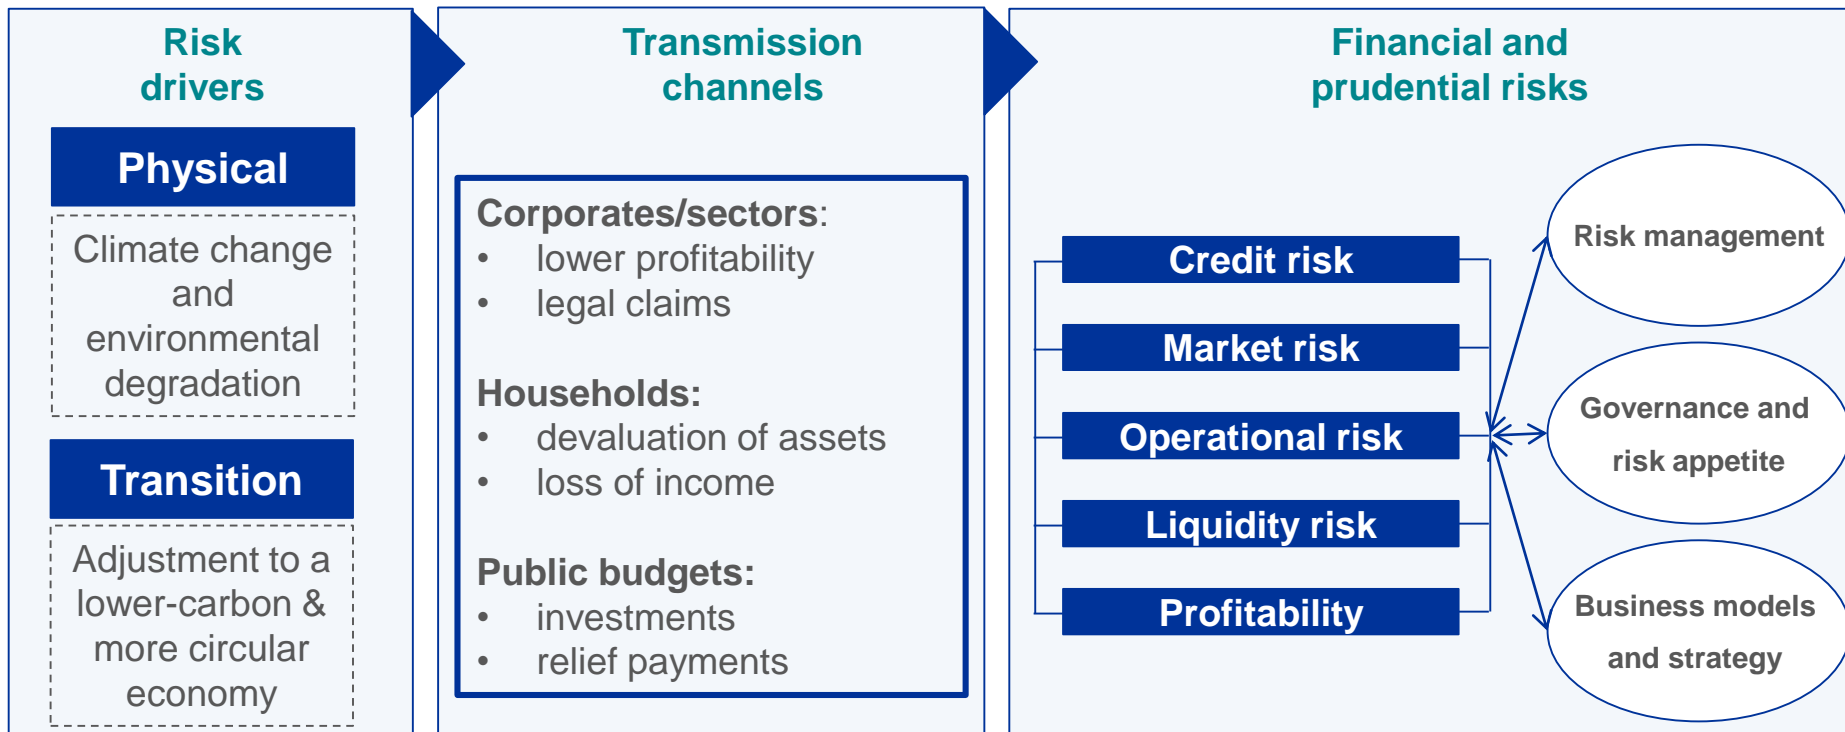 Risk
drivers
Physical
Climate change
and
environmental
degradation
Transition
Adjustment to a
lower-carbon &
more circular
economy
Transmission
channels
Corporates/sectors:
• lower profitability
• legal claims
Households:
• devaluation of assets
• loss of income
Public budgets:
• investments
• relief payments
Financial and
prudential risks
Credit risk
Market risk
Operational risk
Liquidity risk
Profitability
Risk management
Governance and
risk appetite
Business models
and strategy